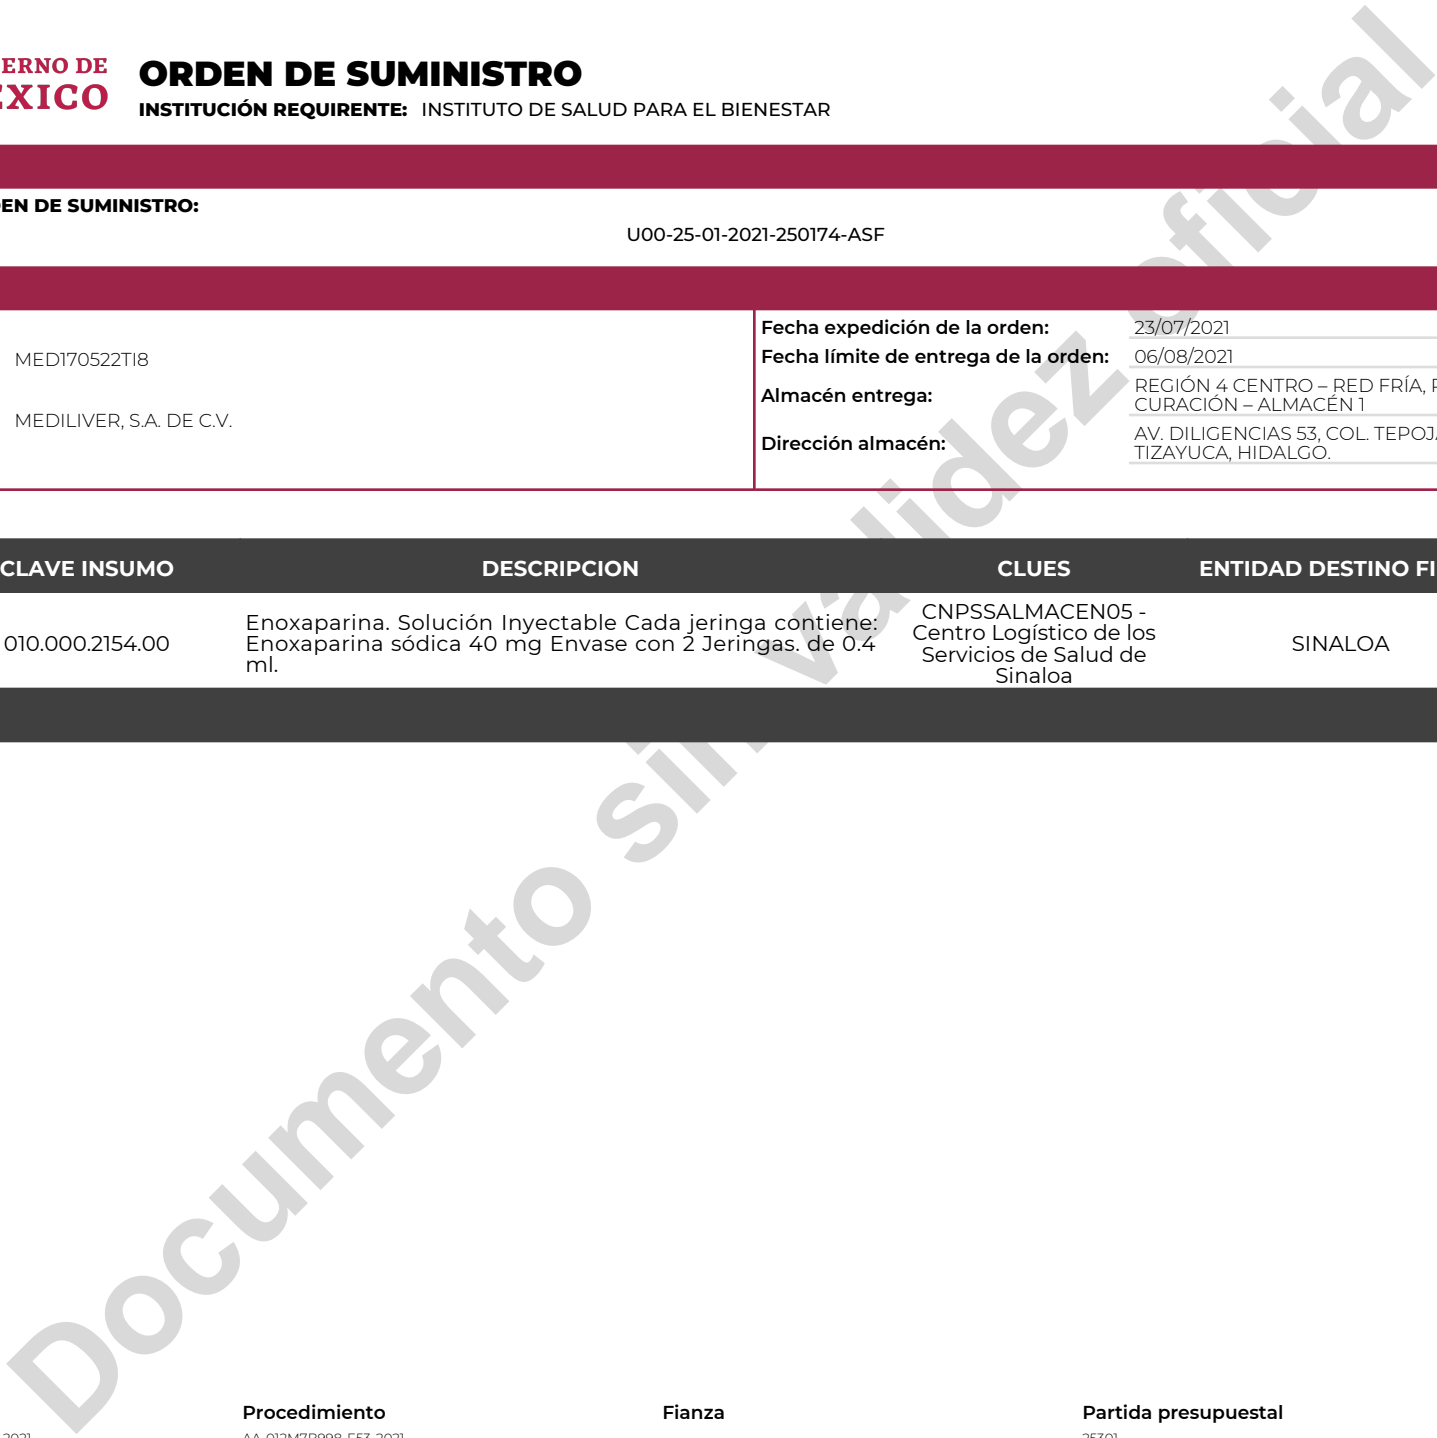 ERNO DE
ORDEN DE SUMINISTRO
XICO
INSTITUCIÓN REQUIRENTE: INSTITUTO DE SALUD PARA EL BIENESTAR
EN DE SUMINISTRO:
U00-25-01-2021-250174-ASF
Fecha expedición de la orden: 23/07/2021
MED170522TI8
Fecha límite de entrega de la orden: 06/08/2021
Almacén entrega: REGIÓN 4 CENTRO – RED FRÍA,
CURACIÓN – ALMACÉN 1
MEDILIVER, S.A. DE C.V.
Dirección almacén: AV. DILIGENCIAS 53, COL.
TIZAYUCA, HIDALGO.
CLAVE INSUMO DESCRIPCION CLUES ENTIDAD DESTINO
010.000.2154.00
Enoxaparina. Solución Inyectable Cada jeringa contiene:
Enoxaparina sódica 40 mg Envase con 2 Jeringas. de 0.4
ml.
CNPSSALMACEN05 -
Centro Logístico de los
Servicios de Salud de
Sinaloa
SINALOA
Documento sin validez oficial
Procedimiento Fianza Partida presupuestal